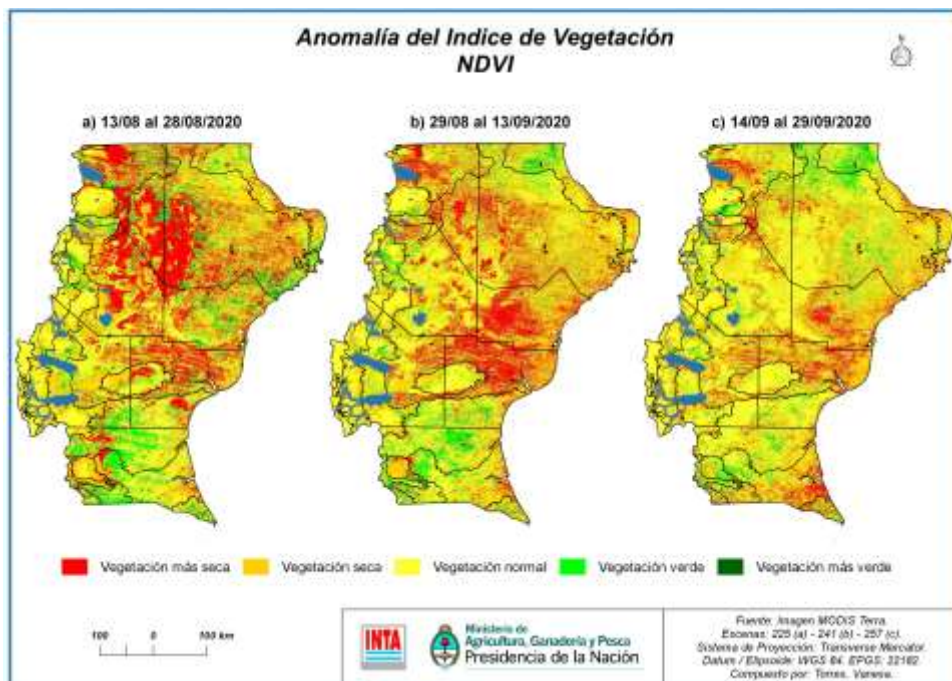 Anomalía del Indice de Vegetación
NDVI
a) 13/08 al 28/08/2020
b) 29/08 al 13/09/2020
c) 14/09 al 29/09/2020
Vegetación más seca
Vegetación seca
Vegetación normal
Vegetación verde
Vegetación más verde
100 0 100 km
INTA
Ministerio de
Agricultura, Ganadería y Pesca
Presidencia de la Nación
Fuente: Imagen MODIS Terra.
Escenas: 225 (a) - 241 (b) - 257 (c).
Sistema de Proyección: Transverse Mercator.
Datum / Elipsoide: WGS 84. EPGS: 22182.
Compuesto por: Torres, Vanesa.